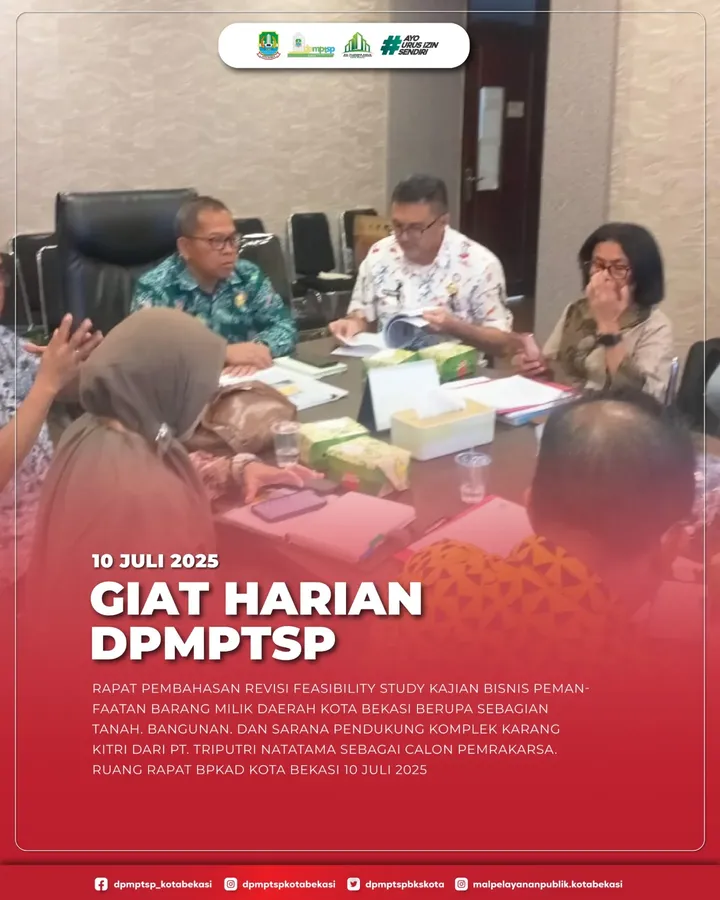 dpmptsp
#AYO
URUS IZIN
SENDIRI
10 JULI 2025
GIAT HARIAN
DPMPTSP
RAPAT PEMBAHASAN REVISI FEASIBILITY STUDY KAJIAN BISNIS PEMAN-
FAATAN BARANG MILIK DAERAH KOTA BEKASI BERUPA SEBAGIAN
TANAH. BANGUNAN. DAN SARANA PENDUKUNG KOMPLEK KARANG
KITRI DARI PT. TRIPUTRI NATATAMA SEBAGAI CALON PEMRAKARSA.
RUANG RAPAT BPKAD KOTA BEKASI 10 JULI 2025
dpmptsp_kotabekasi dpmptspkotabekasi dpmptspbkskota malpelayananpublik.kotabekasi